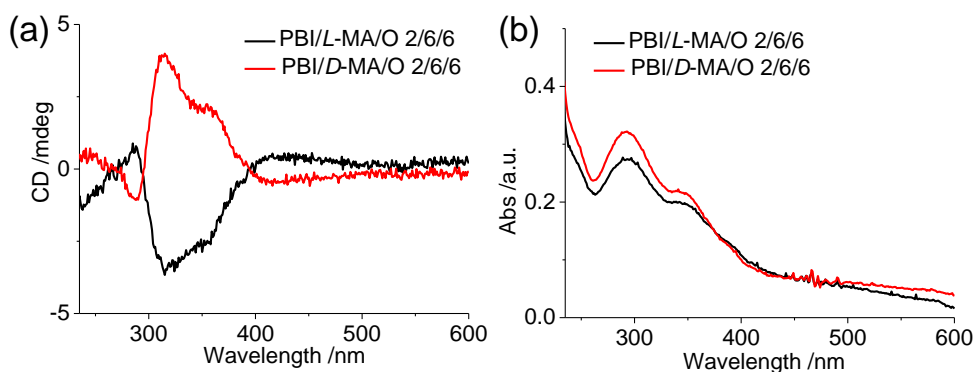 (a)
PBI/L-MA/O 2/6/6
PBI/D-MA/O 2/6/6
CD /mdeg
5
0
-5
300
400
500
600
Wavelength /nm
(b)
PBI/L-MA/O 2/6/6
PBI/D-MA/O 2/6/6
Abs /a.u.
0.4
0.2
0.0
300
400
500
600
Wavelength /nm